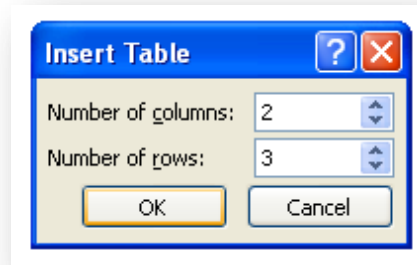 Insert Table
?
Number of columns: 2
Number of rows: 3
OK Cancel